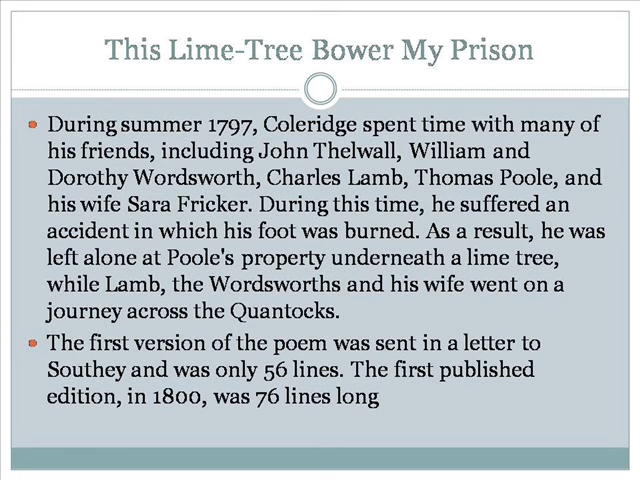 This Lime-Tree Bower My Prison
During summer 1797, Coleridge spent time with many of
his friends, including John Thelwall, William and
Dorothy Wordsworth, Charles Lamb, Thomas Poole, and
his wife Sara Fricker. During this time, he suffered an
accident in which his foot was burned. As a result, he was
left alone at Poole's property underneath a lime tree,
while Lamb, the Wordsworths and his wife went on a
journey across the Quantocks.
The first version of the poem was sent in a letter to
Southey and was only 56 lines. The first published
edition, in 1800, was 76 lines long